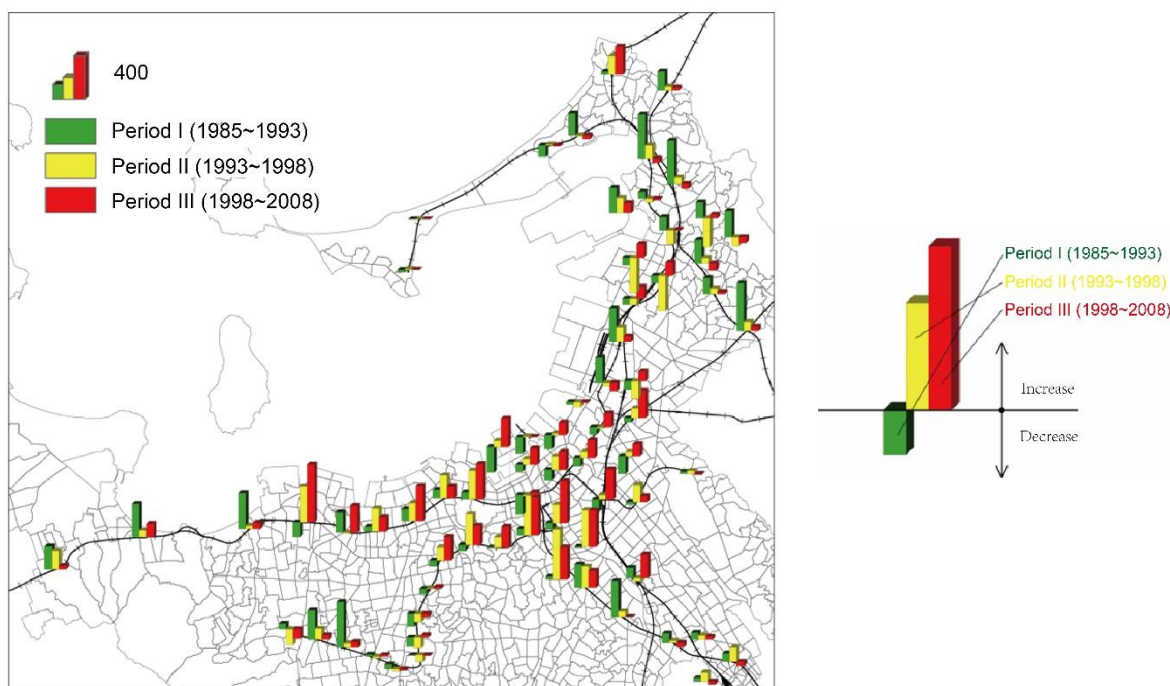 400
Period I (1985~1993)
Period II (1993~1998)
Period III (1998~2008)
Period I (1985~1993)
Period II (1993~1998)
Period III (1998~2008)
Increase
Decrease